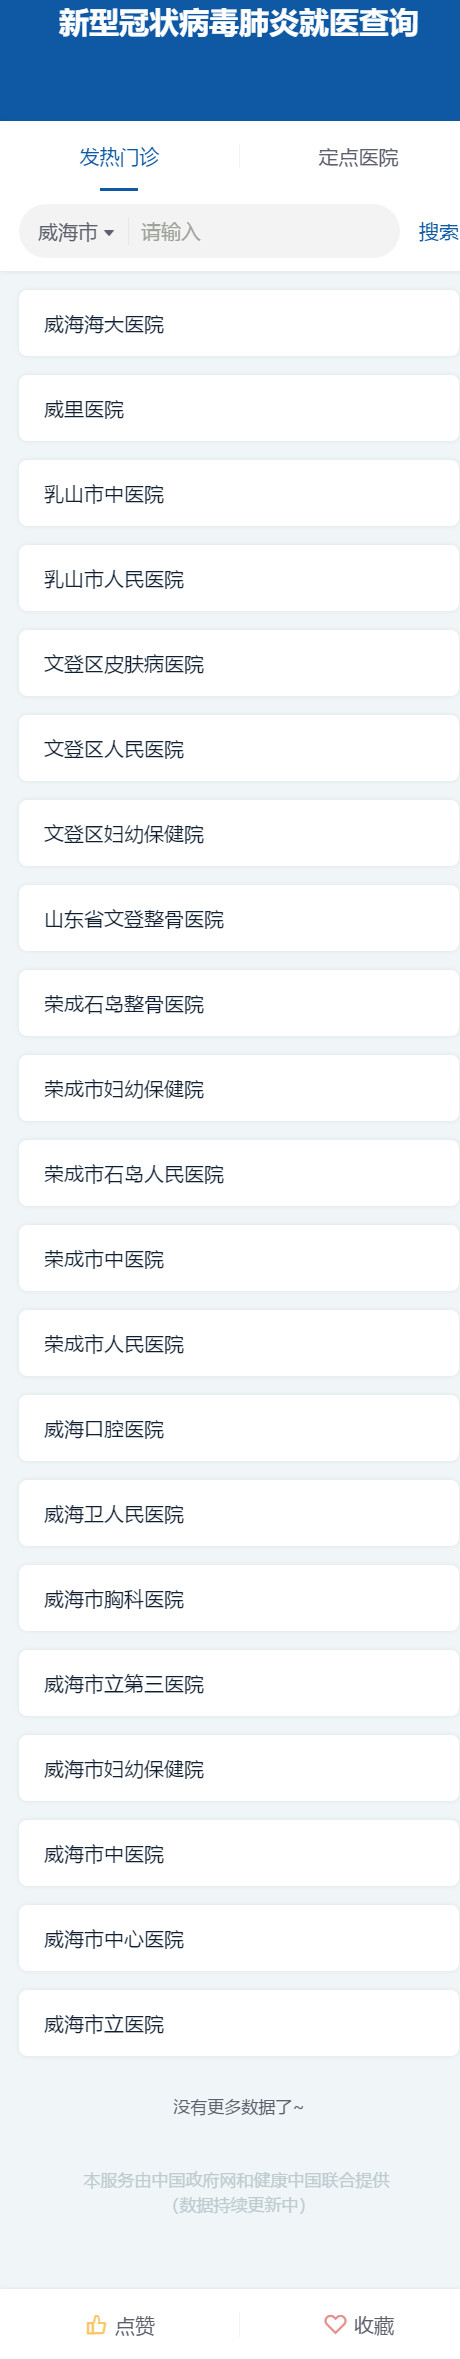 新型冠状病毒肺炎就医查询
发热门诊
定点医院
威海市
请输入
搜索
威海海大医院
威里医院
乳山市中医院
乳山市人民医院
文登区皮肤病医院
文登区人民医院
文登区妇幼保健院
山东省文登整骨医院
荣成石岛整骨医院
荣成市妇幼保健院
荣成市石岛人民医院
荣成市中医院
荣成市人民医院
威海口腔医院
威海卫人民医院
威海市胸科医院
威海市立第三医院
威海市妇幼保健院
威海市中医院
威海市中心医院
威海市立医院
没有更多数据了~
本服务由中国政府网和健康中国联合提供
（数据持续更新中）
点赞
收藏